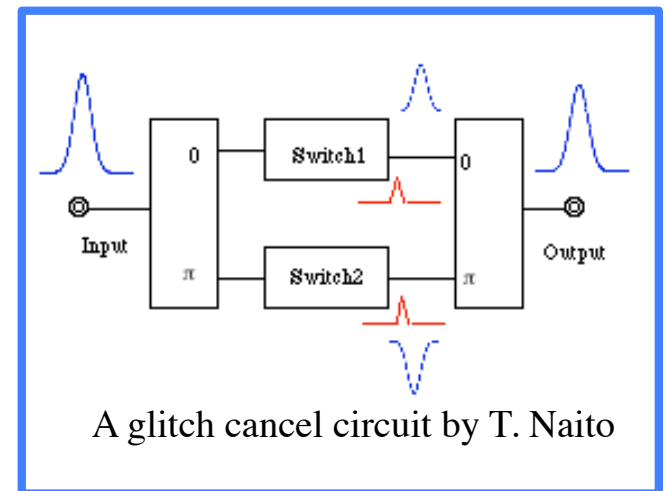 0
Switch1
0
Input
Output
π
Switch2
π
A glitch cancel circuit by T. Naito